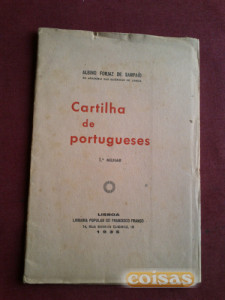 ALBINO FORJAZ DE SAMPAIO
Cartilha
de
portugueses
LISBOA
LIVRARIA POPULAR DE FRANCISCO FRANCO
coisas